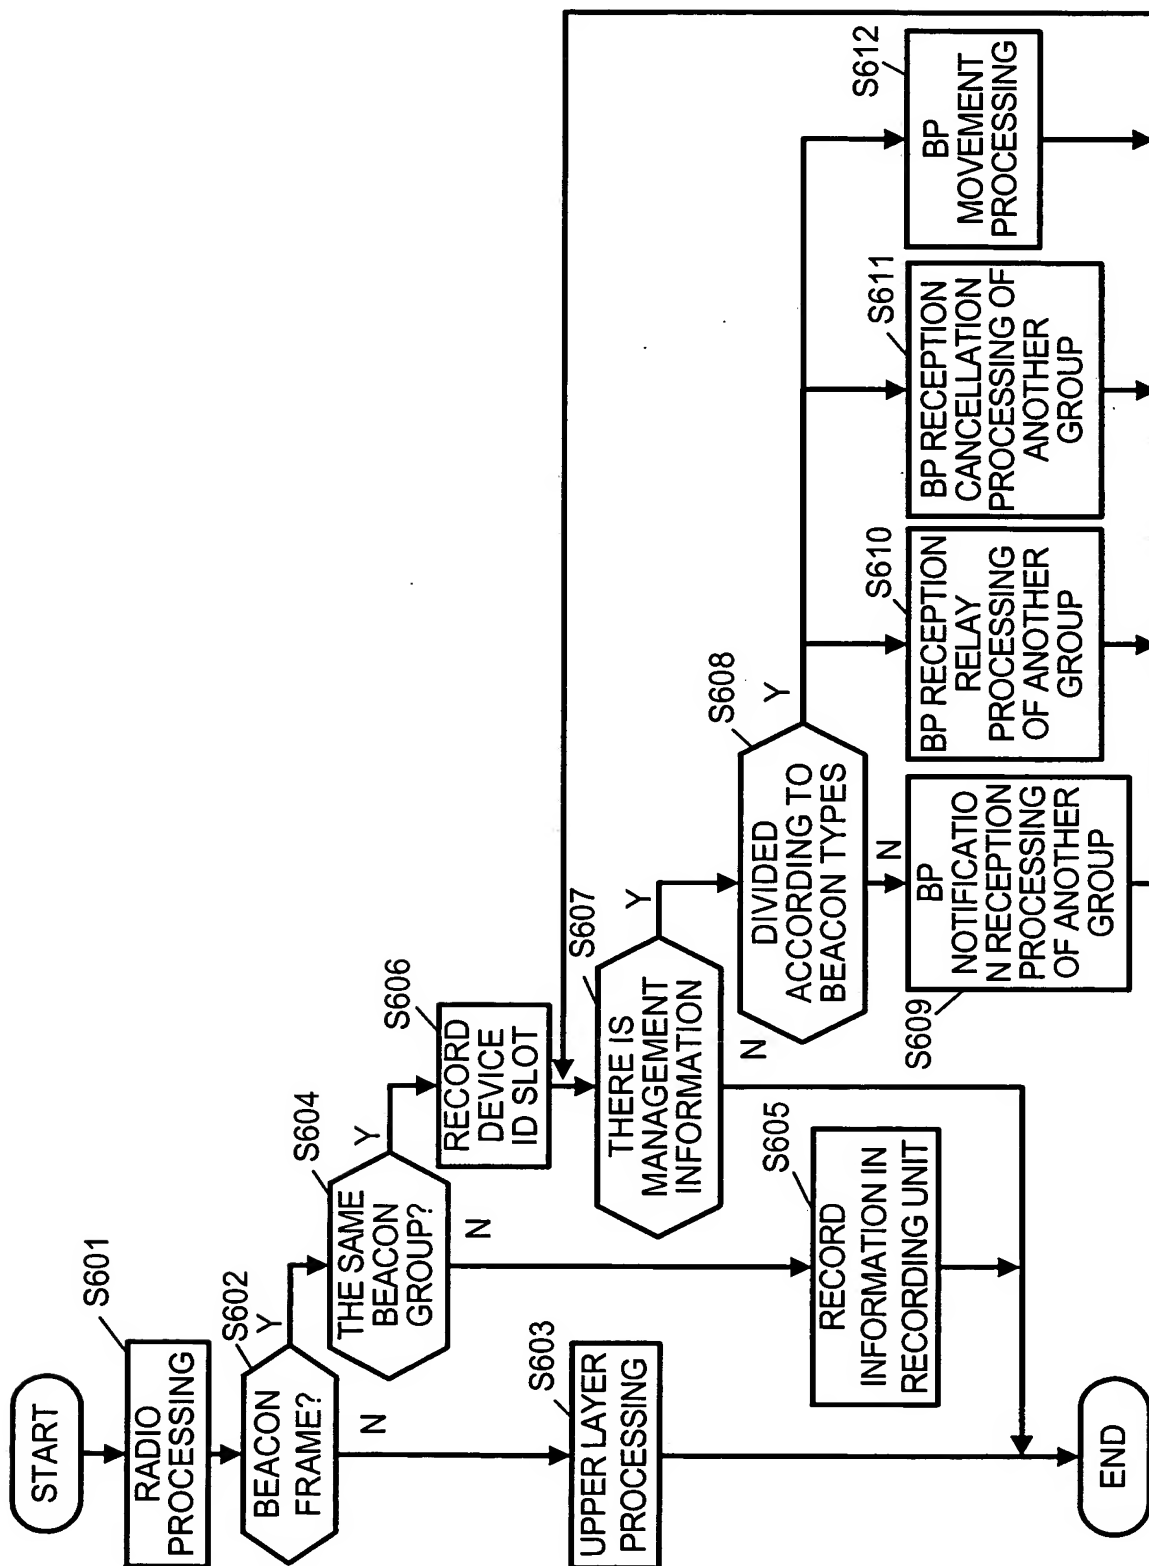 START
S601
RADIO
PROCESSING
S602
BEACON
FRAME?
Y
N
S603
UPPER LAYER
PROCESSING
S604
THE SAME
BEACON
GROUP?
Y
N
S605
RECORD
INFORMATION IN
RECORDING UNIT
S606
RECORD
DEVICE
ID SLOT
S607
THERE IS
MANAGEMENT
INFORMATION
Y
N
S608
DIVIDED
ACCORDING TO
BEACON TYPES
Y
N
S609
BP
NOTIFICATIO
N RECEPTION
PROCESSING
OF ANOTHER
GROUP
S610
BP RECEPTION
RELAY
PROCESSING
OF ANOTHER
GROUP
S611
BP RECEPTION
CANCELLATION
PROCESSING OF
ANOTHER
GROUP
S612
BP
MOVEMENT
PROCESSING
END